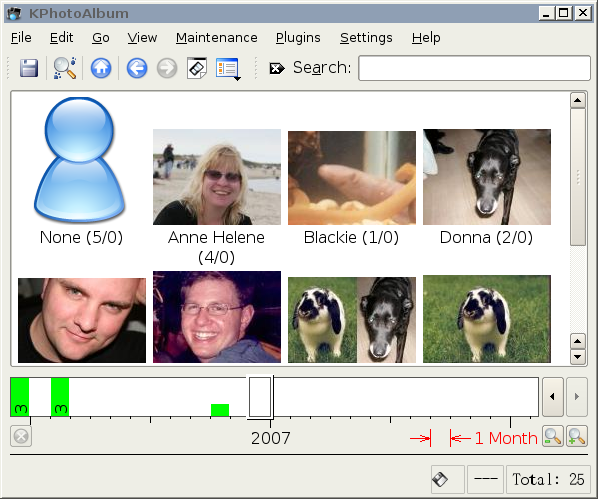 KPhotoAlbum
File Edit Go View Maintenance Plugins Settings Help
Search:
None (5/0)
Anne Helene
(4/0)
Blackie (1/0)
Donna (2/0)
3
3
2007
1 Month
---
Total: 25